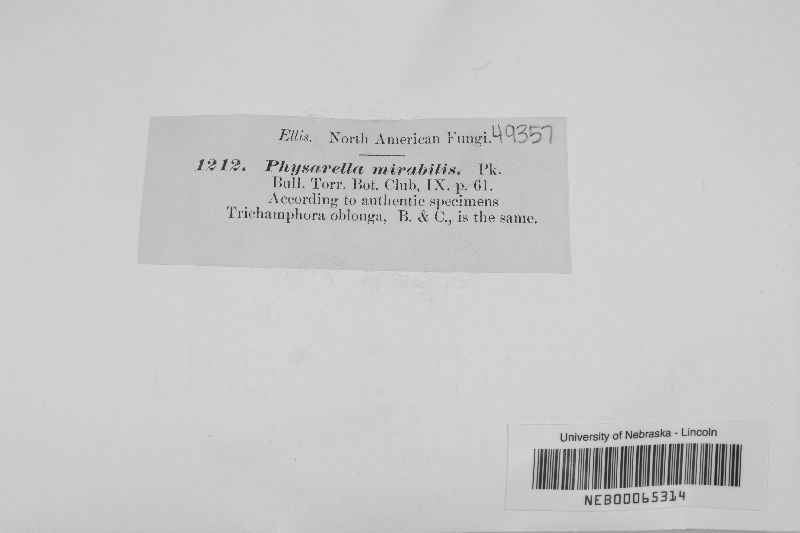 Ellis. North American Fungi. 49357
1212. Physarella mirabilis. Pk.
Bull. Torr. Bot. Club, IX. p. 61.
According to authentic specimens
Trichamphora oblonga, B. & C., is the same.
University of Nebraska - Lincoln
NEB00065314